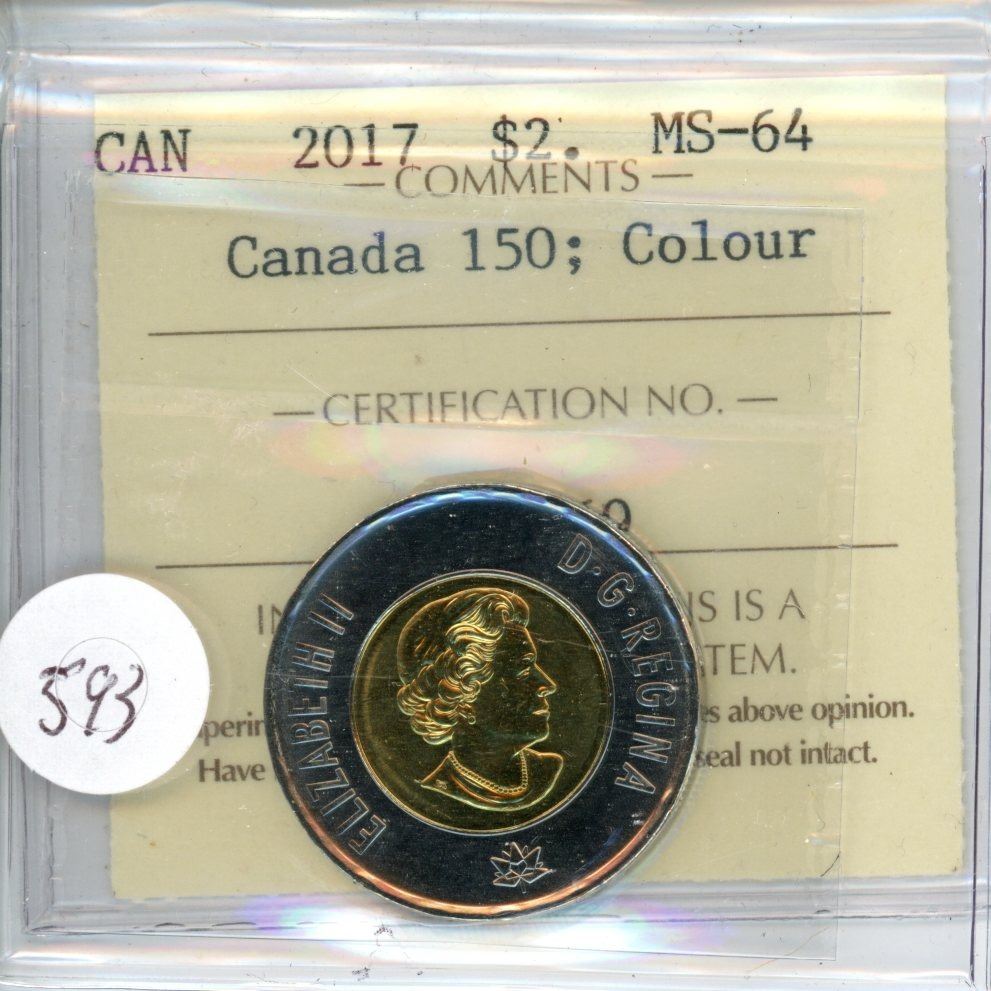 CAN 2017 $2. MS-64
— COMMENTS —
Canada 150; Colour
— CERTIFICATION NO. —
9
IS A
TEM.
above opinion.
Have
seal not intact.
ELIZABETH II
D·G·REGINA
593